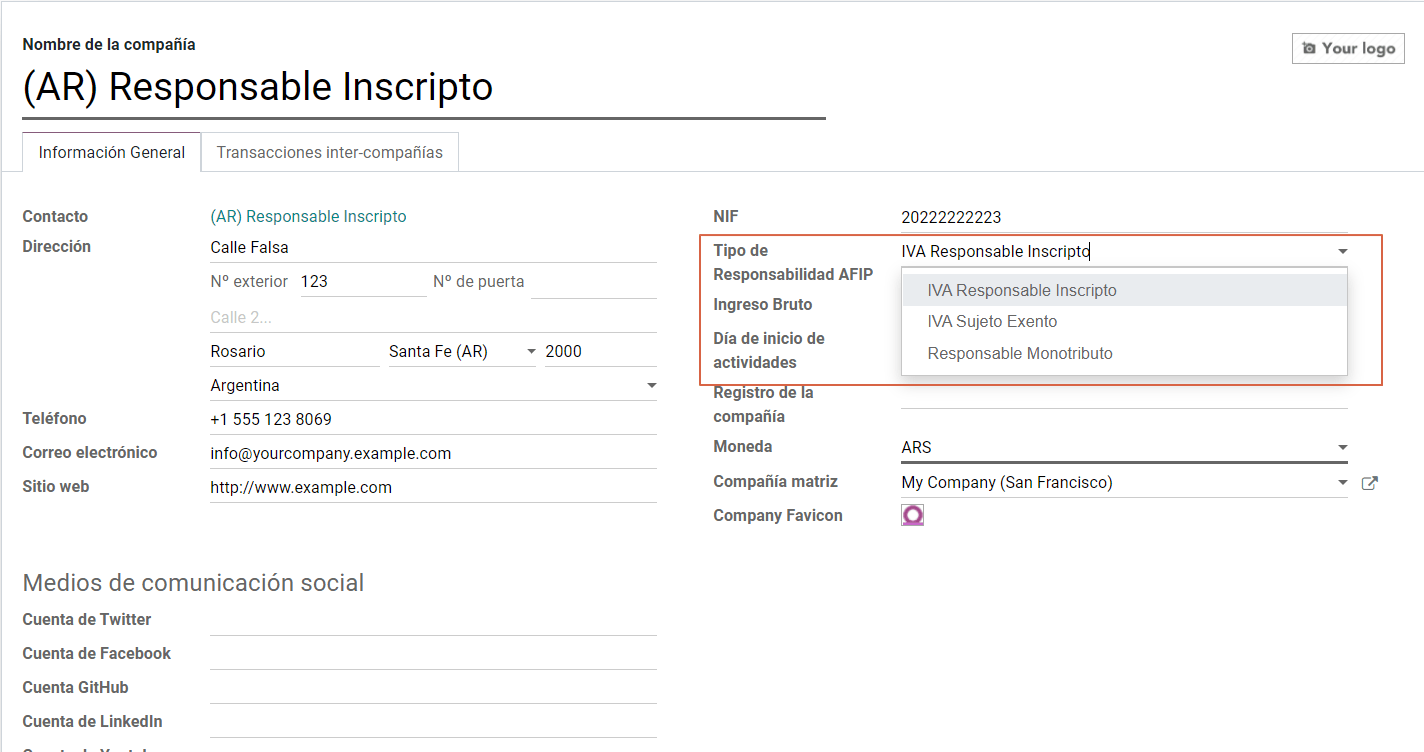 Nombre de la compañía
Your logo
(AR) Responsable Inscripto
Información General
Transacciones inter-compañías
Contacto
(AR) Responsable Inscripto
Dirección
Calle Falsa
Nº exterior 123 Nº de puerta
Calle 2...
Rosario Santa Fe (AR) 2000
Argentina
Teléfono
+1 555 123 8069
Correo electrónico
info@yourcompany.example.com
Sitio web
http://www.example.com
NIF
20222222223
Tipo de
Responsabilidad AFIP
IVA Responsable Inscripto
IVA Responsable Inscripto
IVA Sujeto Exento
Responsable Monotributo
Ingreso Bruto
Día de inicio de
actividades
Registro de la
compañía
Moneda
ARS
Compañía matriz
My Company (San Francisco)
Company Favicon
Medios de comunicación social
Cuenta de Twitter
Cuenta de Facebook
Cuenta GitHub
Cuenta de LinkedIn